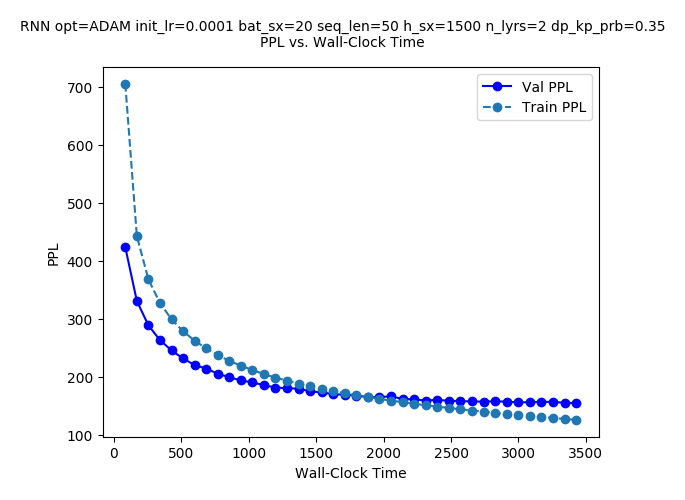 RNN opt=ADAM init_lr=0.0001 bat_sx=20 seq_len=50 h_sx=1500 n_lyrs=2 dp_kp_prb=0.35
PPL vs. Wall-Clock Time
Val PPL
Train PPL
700
600
500
400
300
200
100
PPL
0 500 1000 1500 2000 2500 3000 3500
Wall-Clock Time